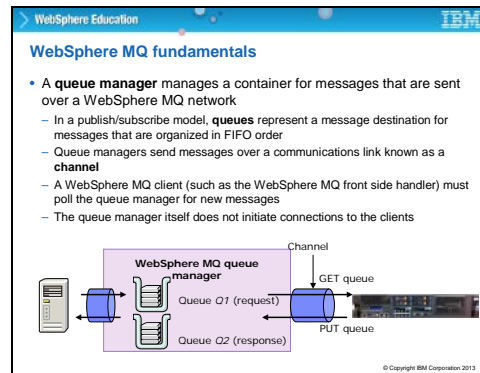 WebSphere Education
IBM
WebSphere MQ fundamentals
• A queue manager manages a container for messages that are sent
over a WebSphere MQ network
– In a publish/subscribe model, queues represent a message destination for
messages that are organized in FIFO order
– Queue managers send messages over a communications link known as a
channel
– A WebSphere MQ client (such as the WebSphere MQ front side handler) must
poll the queue manager for new messages
– The queue manager itself does not initiate connections to the clients
Channel
WebSphere MQ queue
manager
GET queue
Queue Q1 (request)
PUT queue
Queue Q2 (response)
© Copyright IBM Corporation 2013